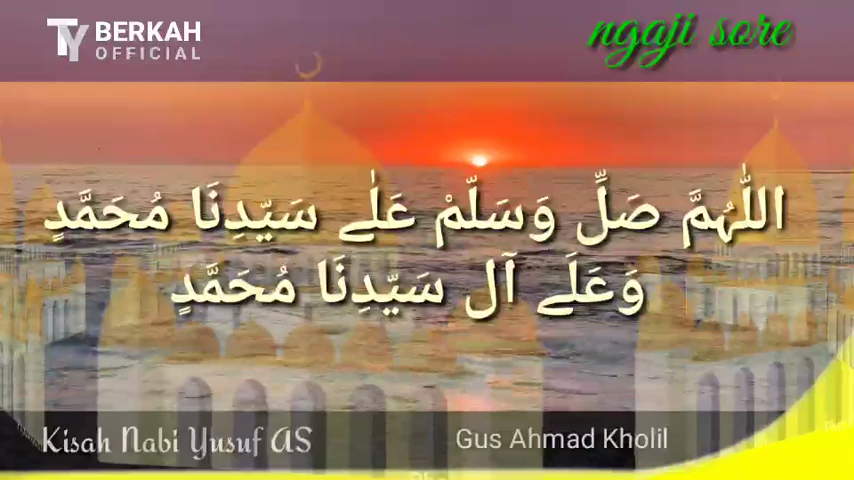 TY BERKAH
OFFICIAL
ngaji sore
اللّٰهُمَّ صَلِّ وَسَلِّمْ عَلٰے سَيِّدِنَا مُحَمَّدٍ
وَعَلَے آل سَيِّدِنَا مُحَمَّدٍ
Kisah Nabi Yusuf AS
Gus Ahmad Kholil